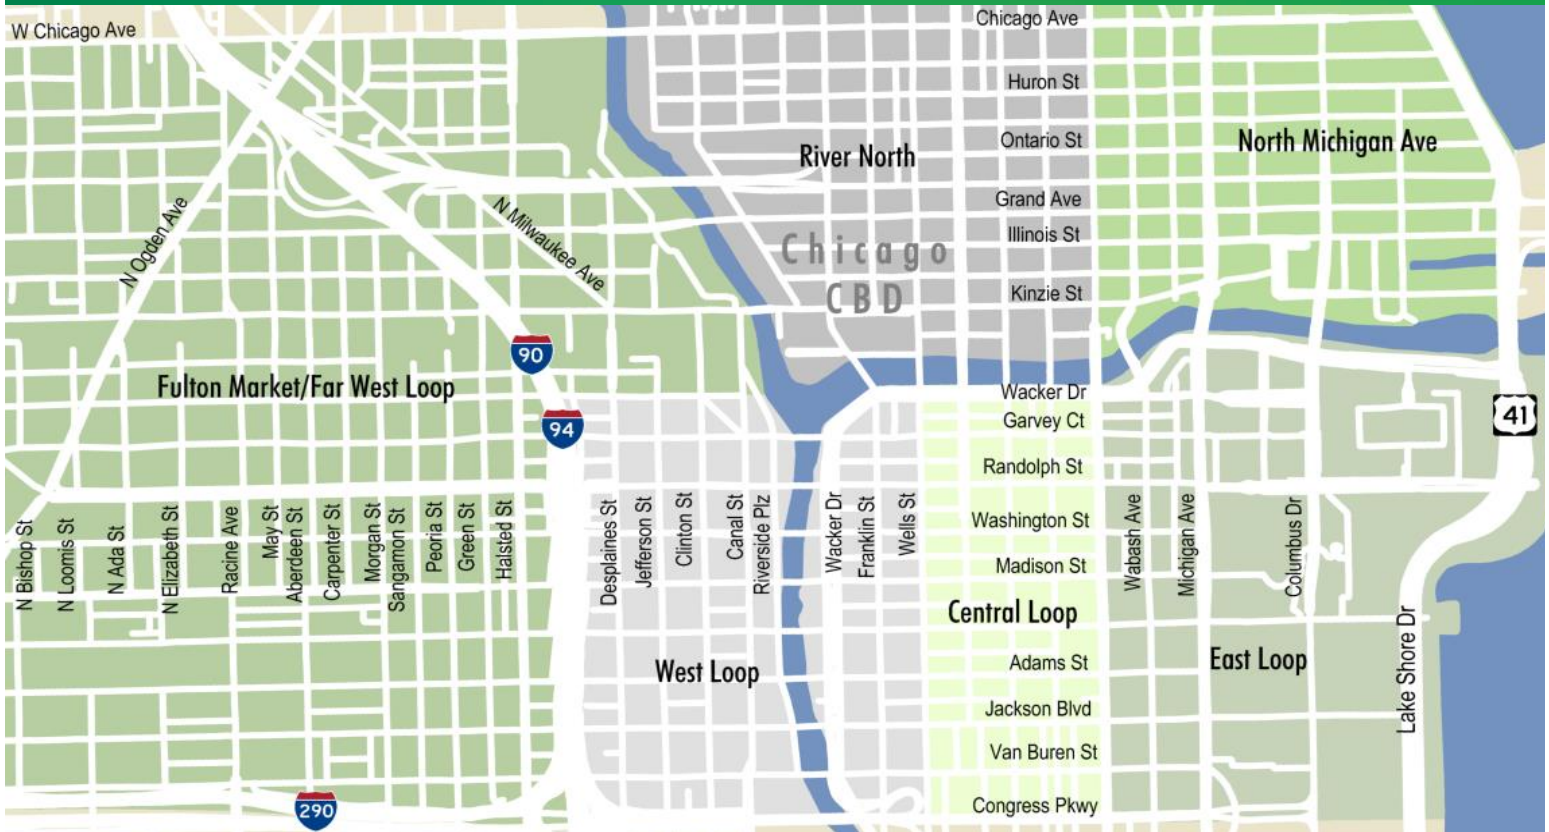 W Chicago Ave
Chicago Ave
Huron St
Ontario St
North Michigan Ave
River North
Grand Ave
N Ogden Ave
N Milwaukee Ave
Illinois St
Chicago
CBD
Kinzie St
90
Fulton Market/Far West Loop
Wacker Dr
94
Garvey Ct
41
Randolph St
Washington St
Madison St
N Bishop St
N Loomis St
N Ada St
N Elizabeth St
Racine Ave
May St
Aberdeen St
Carpenter St
Morgan St
Sangamon St
Peoria St
Green St
Halsted St
Desplaines St
Jefferson St
Clinton St
Canal St
Riverside Plz
Wacker Dr
Franklin St
Wells St
Wabash Ave
Michigan Ave
Columbus Dr
Central Loop
Adams St
East Loop
West Loop
Lake Shore Dr
Jackson Blvd
Van Buren St
Congress Pkwy
290